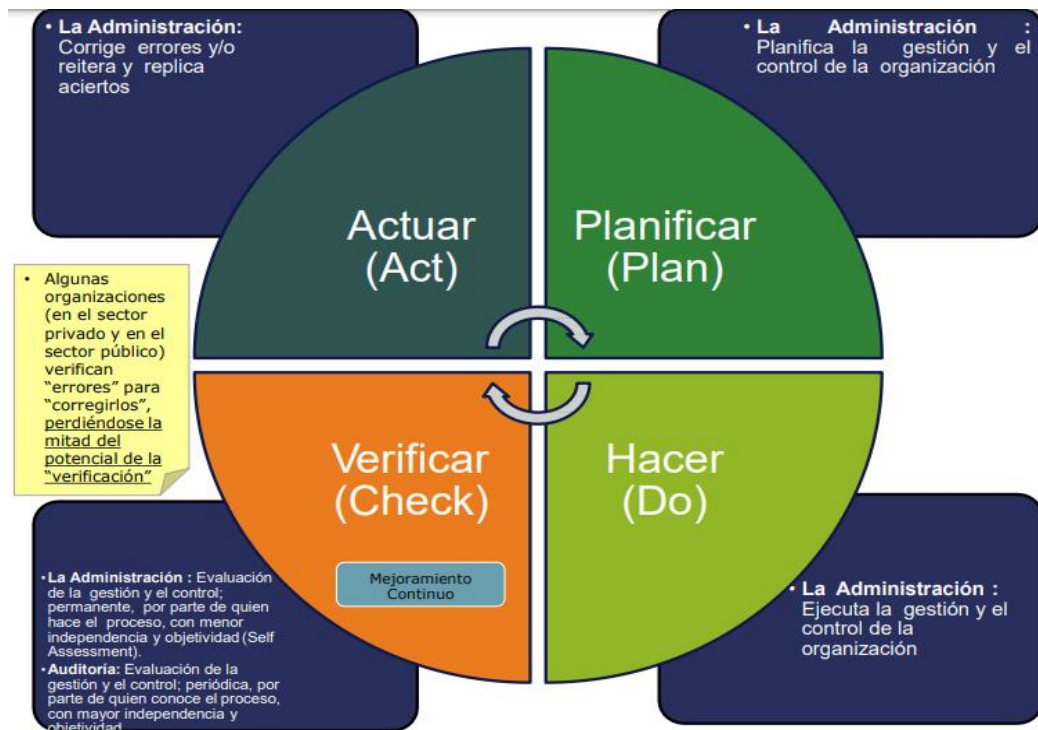 • La Administración:
Corrige errores y/o
reitera y replica
aciertos
• La Administración :
Planifica la gestión y el
control de la organización
Actuar
(Act)
Planificar
(Plan)
• Algunas
organizaciones
(en el sector
privado y en el
sector público)
verifican
“errores” para
“corregirlos”,
perdiéndose la
mitad del
potencial de la
“verificación”
Verificar
(Check)
Hacer
(Do)
Mejoramiento
Continuo
•La Administración : Evaluación
de la gestión y el control;
permanente, por parte de quien
hace el proceso, con menor
independencia y objetividad (Self
Assessment).
•Auditoría: Evaluación de la
gestión y el control; periódica, por
parte de quien conoce el proceso,
con mayor independencia y
objetividad
• La Administración :
Ejecuta la gestión y el
control de la
organización